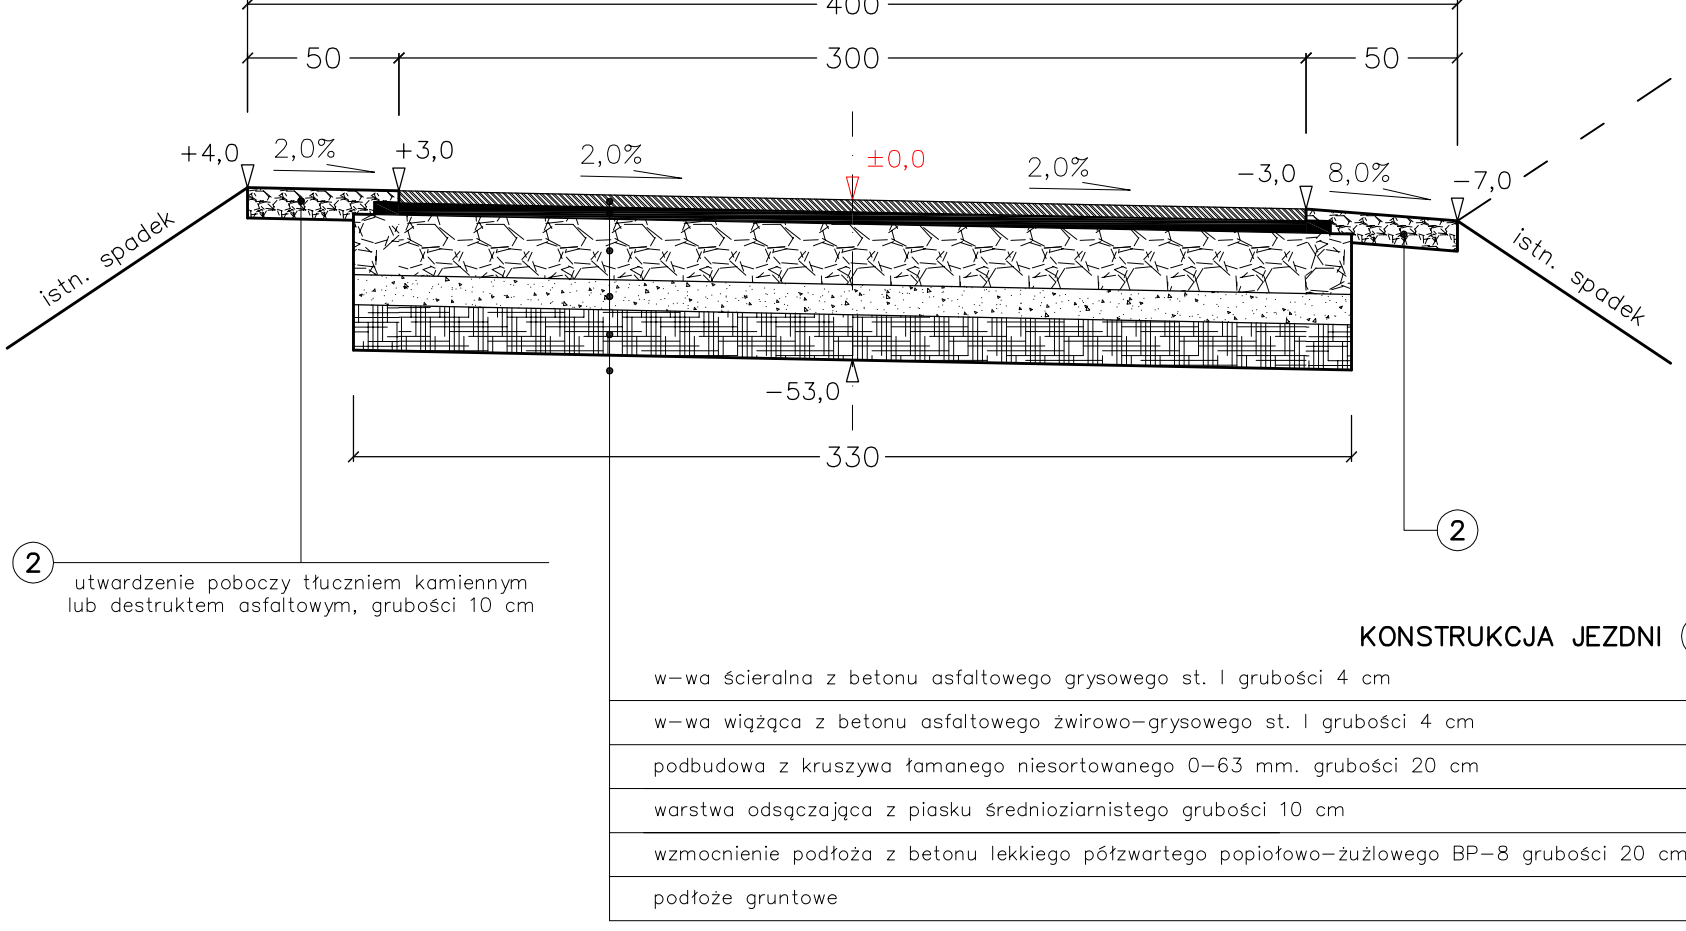 400
50 300 50
+4,0 2,0% +3,0 2,0% ±0,0 2,0% -3,0 8,0% -7,0
istn. spadek istn. spadek
-53,0
330
2
2
utwardzenie poboczy tłuczniem kamiennym
lub destruktem asfaltowym, grubości 10 cm
KONSTRUKCJA JEZDNI
w-wa ścieralna z betonu asfaltowego grysowego st. I grubości 4 cm
w-wa wiążąca z betonu asfaltowego żwirowo-grysowego st. I grubości 4 cm
podbudowa z kruszywa łamanego niesortowanego 0-63 mm. grubości 20 cm
warstwa odsączająca z piasku średnioziarnistego grubości 10 cm
wzmocnienie podłoża z betonu lekkiego półzwartego popiołowo-żużlowego BP-8 grubości 20 cm
podłoże gruntowe